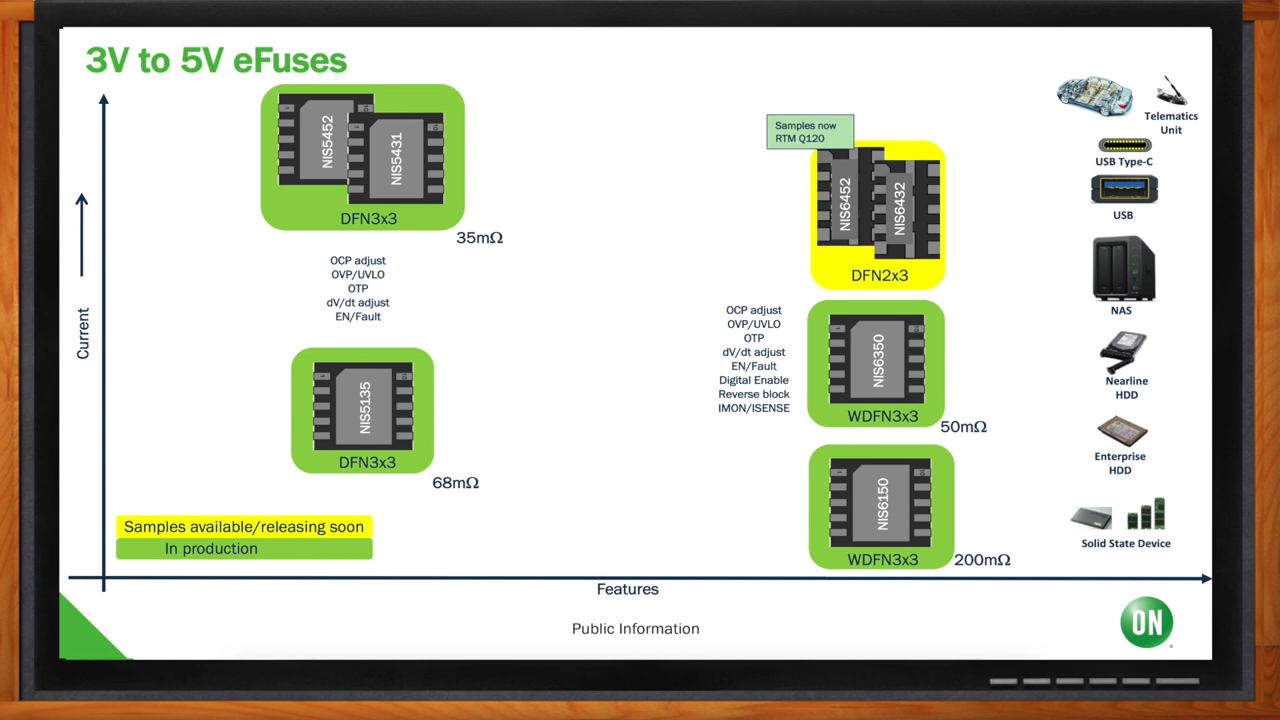 3V to 5V eFuses
NIS5452
NIS5431
DFN3x3
35mΩ
OCP adjust
OVP/UVLO
OTP
dV/dt adjust
EN/Fault
NIS5135
DFN3x3
68mΩ
Samples now
RTM Q120
NIS6452
NIS6432
DFN2x3
OCP adjust
OVP/UVLO
OTP
dV/dt adjust
EN/Fault
Digital Enable
Reverse block
IMON/ISENSE
NIS6350
WDFN3x3
50mΩ
NIS6150
WDFN3x3
200mΩ
Telematics
Unit
USB Type-C
USB
NAS
Nearline
HDD
Enterprise
HDD
Solid State Device
Current
Samples available/releasing soon
In production
Features
Public Information
ON